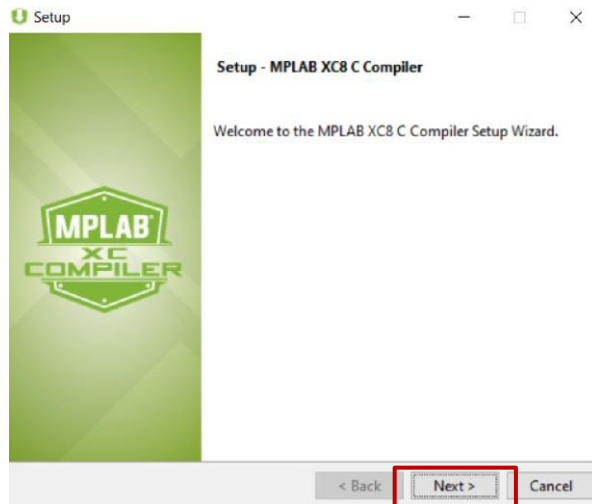 Setup
Setup - MPLAB XC8 C Compiler
Welcome to the MPLAB XC8 C Compiler Setup Wizard.
MPLAB
XC
COMPILER
< Back
Next >
Cancel